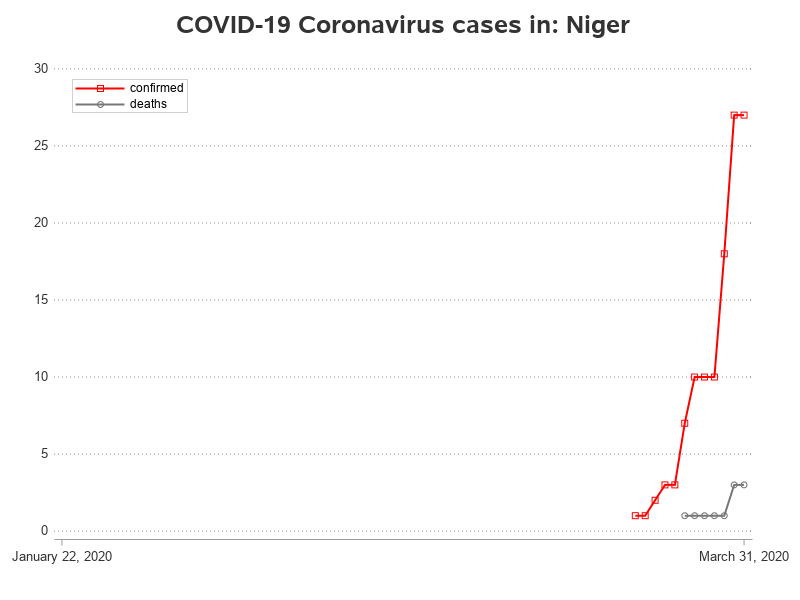 COVID-19 Coronavirus cases in: Niger
30
confirmed
deaths
25
20
15
10
5
0
January 22, 2020
March 31, 2020